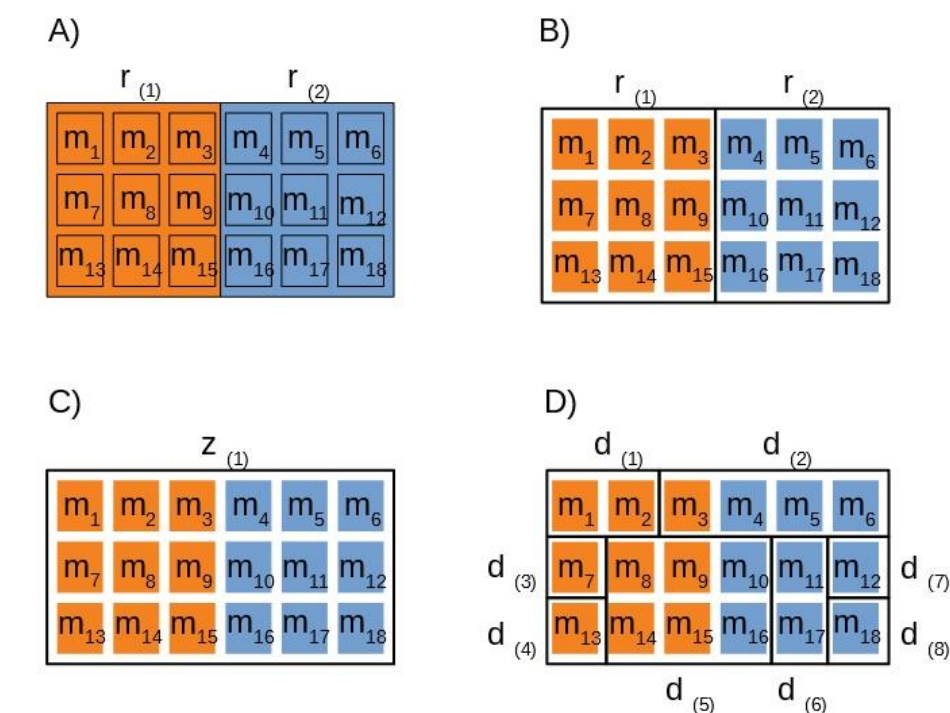 A)
r (1) r (2)
m1 m2 m3 m4 m5 m6
m7 m8 m9 m10 m11 m12
m13 m14 m15 m16 m17 m18
B)
r (1) r (2)
m1 m2 m3 m4 m5 m6
m7 m8 m9 m10 m11 m12
m13 m14 m15 m16 m17 m18
C)
z (1)
m1 m2 m3 m4 m5 m6
m7 m8 m9 m10 m11 m12
m13 m14 m15 m16 m17 m18
D)
d (1) d (2)
m1 m2 m3 m4 m5 m6
d (3) m7 m8 m9 m10 m11 m12 d (7)
d (4) m13 m14 m15 m16 m17 m18 d (8)
d (5) d (6)